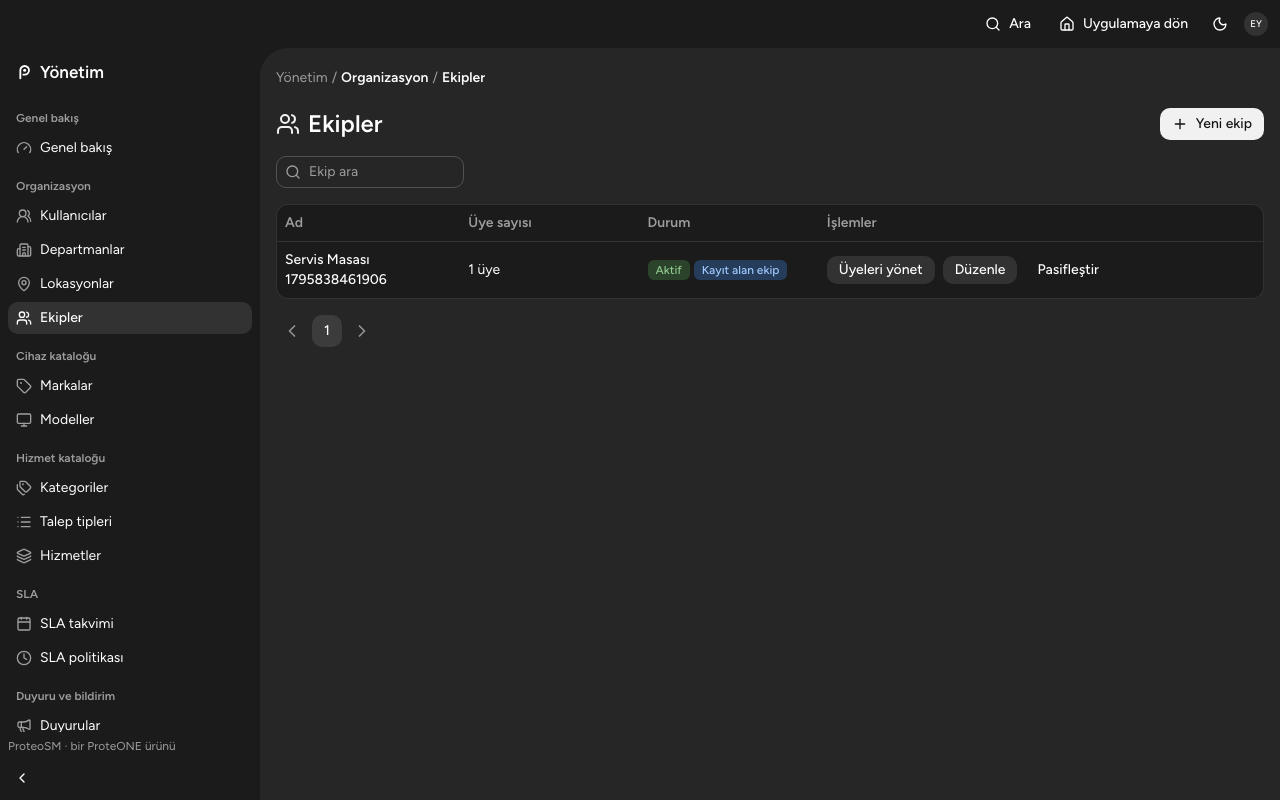 Ara
Uygulamaya dön
EY
Yönetim
Genel bakış
Genel bakış
Organizasyon
Kullanıcılar
Departmanlar
Lokasyonlar
Ekipler
Cihaz kataloğu
Markalar
Modeller
Hizmet kataloğu
Kategoriler
Talep tipleri
Hizmetler
SLA
SLA takvimi
SLA politikası
Duyuru ve bildirim
Duyurular
ProteoSM · bir ProteONE ürünü
Yönetim / Organizasyon / Ekipler
Ekipler
Yeni ekip
Ekip ara
Ad Üye sayısı Durum İşlemler
Servis Masası
1795838461906
1 üye
Aktif Kayıt alan ekip
Üyeleri yönet Düzenle Pasifleştir
1